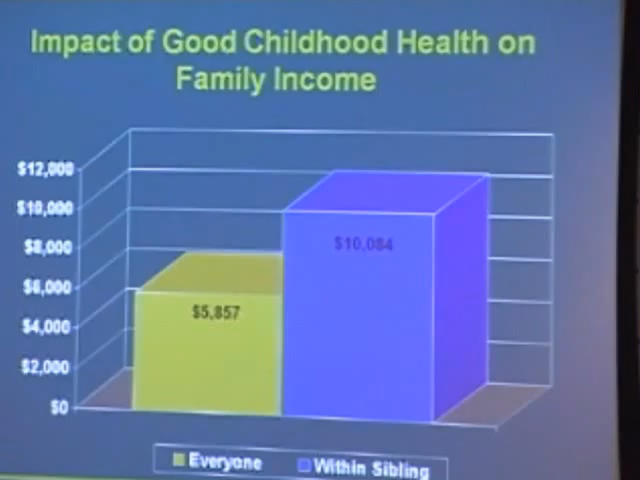 Impact of Good Childhood Health on
Family Income
$12,000
$10,000
$8,000
$6,000
$4,000
$2,000
$0
$5,857
$10,084
Everyone
Within Sibling